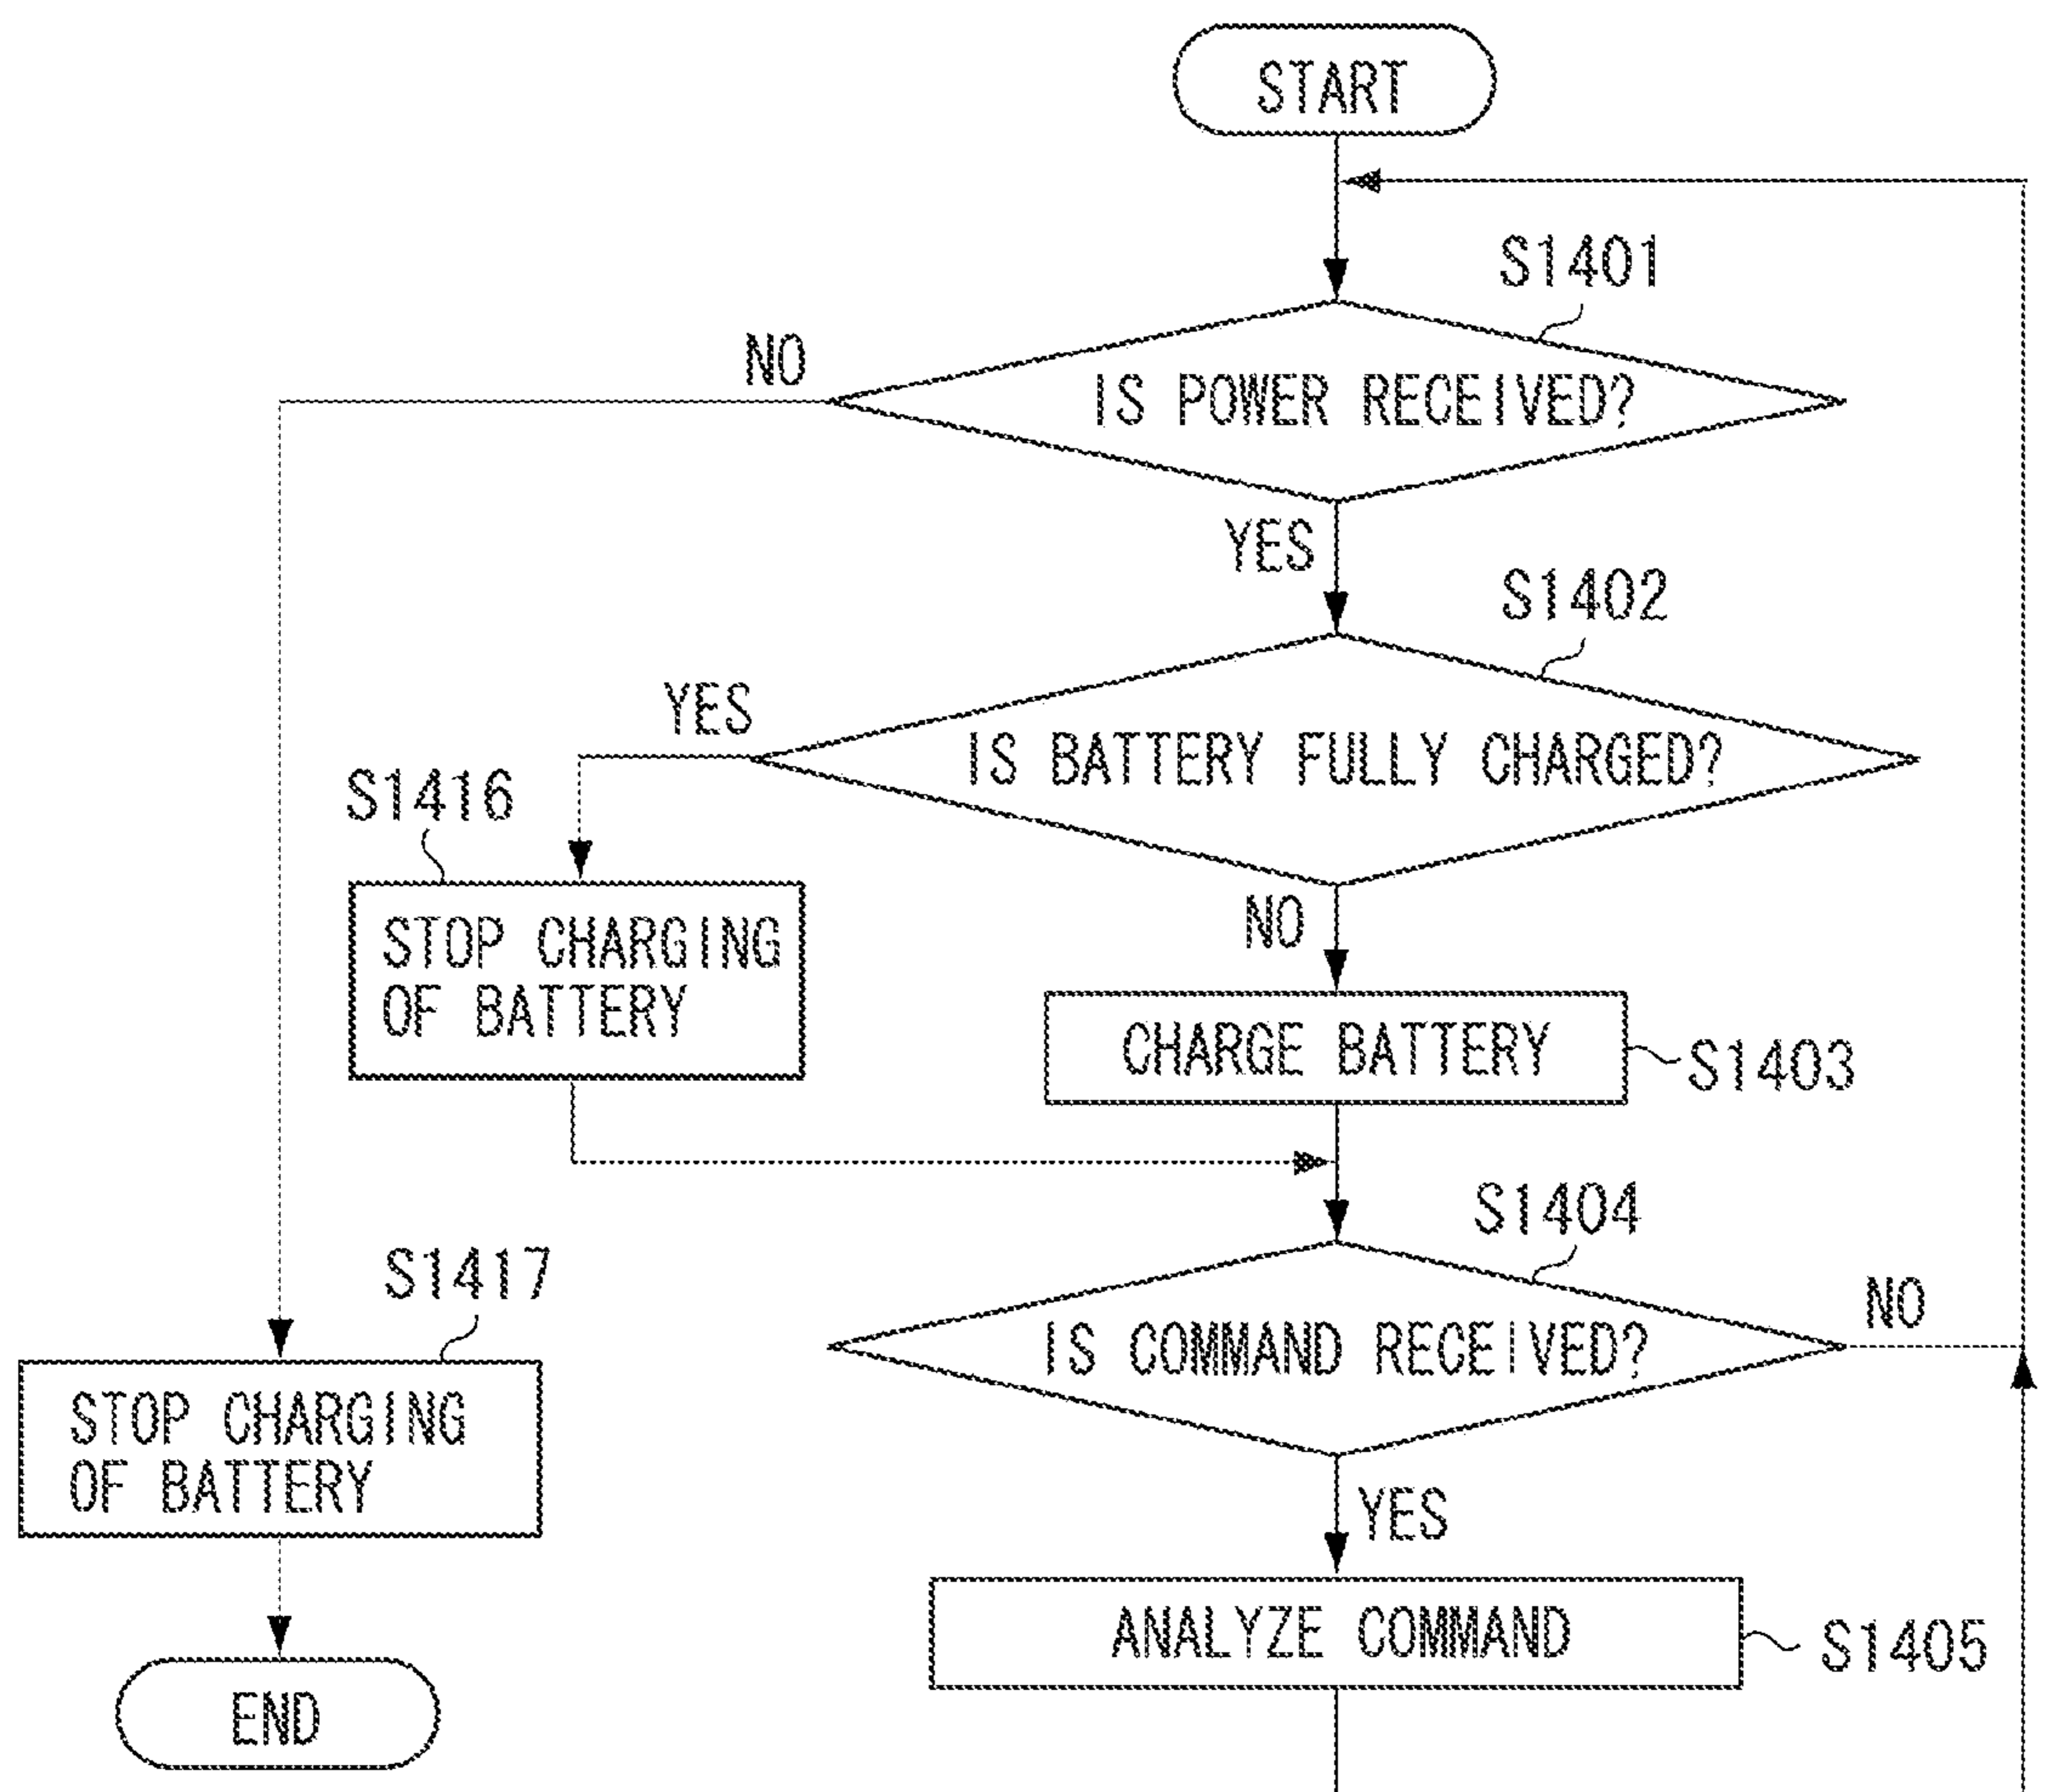 START
S1401
NO
IS POWER RECEIVED?
YES
S1402
YES
IS BATTERY FULLY CHARGED?
S1416
NO
STOP CHARGING
OF BATTERY
CHARGE BATTERY
S1403
S1404
S1417
NO
IS COMMAND RECEIVED?
STOP CHARGING
OF BATTERY
YES
ANALYZE COMMAND
S1405
END